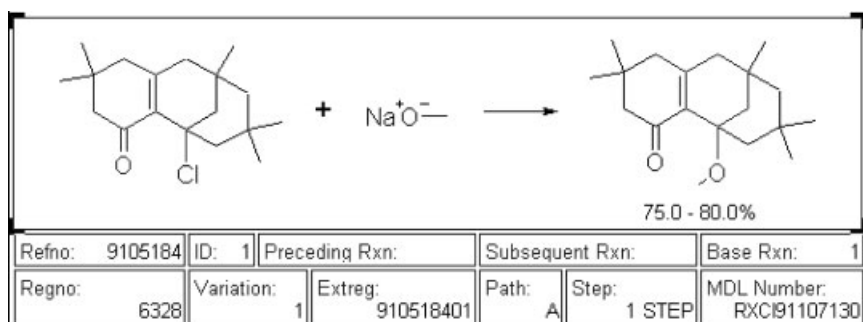 + Na⁺O⁻
O
Cl
O
O
75.0 - 80.0%
Refno: 9105184 ID: 1 Preceding Rxn: Subsequent Rxn: Base Rxn: 1
Regno: 6328 Variation: 1 Extreg: 910518401 Path: A Step: 1 STEP MDL Number: RXCI91107130